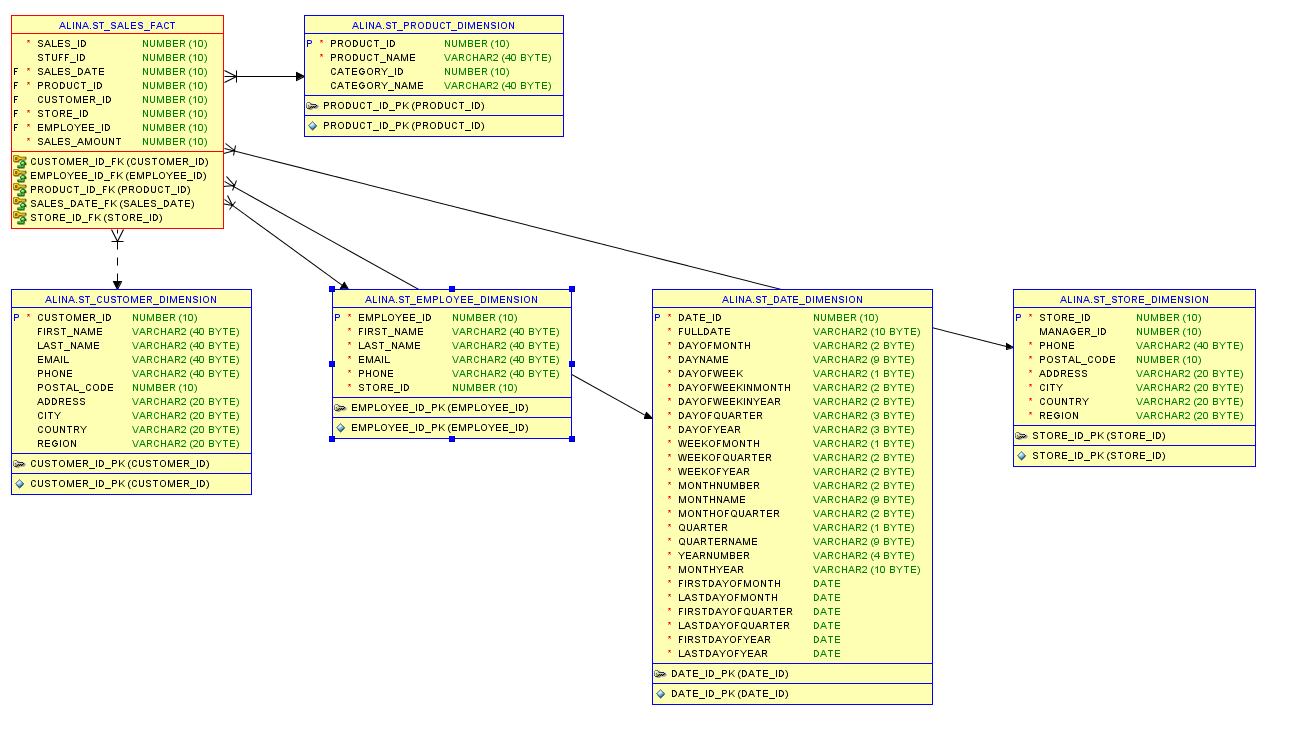 ALINA.ST_SALES_FACT
* SALES_ID NUMBER (10)
STUFF_ID NUMBER (10)
F * SALES_DATE NUMBER (10)
F * PRODUCT_ID NUMBER (10)
F CUSTOMER_ID NUMBER (10)
F * STORE_ID NUMBER (10)
F * EMPLOYEE_ID NUMBER (10)
* SALES_AMOUNT NUMBER (10)
CUSTOMER_ID_FK (CUSTOMER_ID)
EMPLOYEE_ID_FK (EMPLOYEE_ID)
PRODUCT_ID_FK (PRODUCT_ID)
SALES_DATE_FK (SALES_DATE)
STORE_ID_FK (STORE_ID)
ALINA.ST_PRODUCT_DIMENSION
P * PRODUCT_ID NUMBER (10)
* PRODUCT_NAME VARCHAR2 (40 BYTE)
CATEGORY_ID NUMBER (10)
CATEGORY_NAME VARCHAR2 (40 BYTE)
PRODUCT_ID_PK (PRODUCT_ID)
PRODUCT_ID_PK (PRODUCT_ID)
ALINA.ST_CUSTOMER_DIMENSION
P * CUSTOMER_ID NUMBER (10)
FIRST_NAME VARCHAR2 (40 BYTE)
LAST_NAME VARCHAR2 (40 BYTE)
EMAIL VARCHAR2 (40 BYTE)
PHONE VARCHAR2 (40 BYTE)
POSTAL_CODE NUMBER (10)
ADDRESS VARCHAR2 (20 BYTE)
CITY VARCHAR2 (20 BYTE)
COUNTRY VARCHAR2 (20 BYTE)
REGION VARCHAR2 (20 BYTE)
CUSTOMER_ID_PK (CUSTOMER_ID)
CUSTOMER_ID_PK (CUSTOMER_ID)
ALINA.ST_EMPLOYEE_DIMENSION
P * EMPLOYEE_ID NUMBER (10)
* FIRST_NAME VARCHAR2 (40 BYTE)
* LAST_NAME VARCHAR2 (40 BYTE)
* EMAIL VARCHAR2 (40 BYTE)
* PHONE VARCHAR2 (40 BYTE)
* STORE_ID NUMBER (10)
EMPLOYEE_ID_PK (EMPLOYEE_ID)
EMPLOYEE_ID_PK (EMPLOYEE_ID)
ALINA.ST_DATE_DIMENSION
P * DATE_ID NUMBER (10)
* FULLDATE VARCHAR2 (10 BYTE)
* DAYOFMONTH VARCHAR2 (2 BYTE)
* DAYNAME VARCHAR2 (9 BYTE)
* DAYOFWEEK VARCHAR2 (1 BYTE)
* DAYOFWEEKINMONTH VARCHAR2 (2 BYTE)
* DAYOFWEEKINYEAR VARCHAR2 (2 BYTE)
* DAYOFQUARTER VARCHAR2 (3 BYTE)
* DAYOFYEAR VARCHAR2 (3 BYTE)
* WEEKOFMONTH VARCHAR2 (1 BYTE)
* WEEKOFQUARTER VARCHAR2 (2 BYTE)
* WEEKOFYEAR VARCHAR2 (2 BYTE)
* MONTHNUMBER VARCHAR2 (2 BYTE)
* MONTHNAME VARCHAR2 (9 BYTE)
* MONTHOFQUARTER VARCHAR2 (2 BYTE)
* QUARTER VARCHAR2 (1 BYTE)
* QUARTERNAME VARCHAR2 (9 BYTE)
* YEARNUMBER VARCHAR2 (4 BYTE)
* MONTHYEAR VARCHAR2 (10 BYTE)
* FIRSTDAYOFMONTH DATE
* LASTDAYOFMONTH DATE
* FIRSTDAYOFQUARTER DATE
* LASTDAYOFQUARTER DATE
* FIRSTDAYOFYEAR DATE
* LASTDAYOFYEAR DATE
DATE_ID_PK (DATE_ID)
DATE_ID_PK (DATE_ID)
ALINA.ST_STORE_DIMENSION
P * STORE_ID NUMBER (10)
MANAGER_ID NUMBER (10)
* PHONE VARCHAR2 (40 BYTE)
* POSTAL_CODE NUMBER (10)
* ADDRESS VARCHAR2 (20 BYTE)
* CITY VARCHAR2 (20 BYTE)
* COUNTRY VARCHAR2 (20 BYTE)
* REGION VARCHAR2 (20 BYTE)
STORE_ID_PK (STORE_ID)
STORE_ID_PK (STORE_ID)